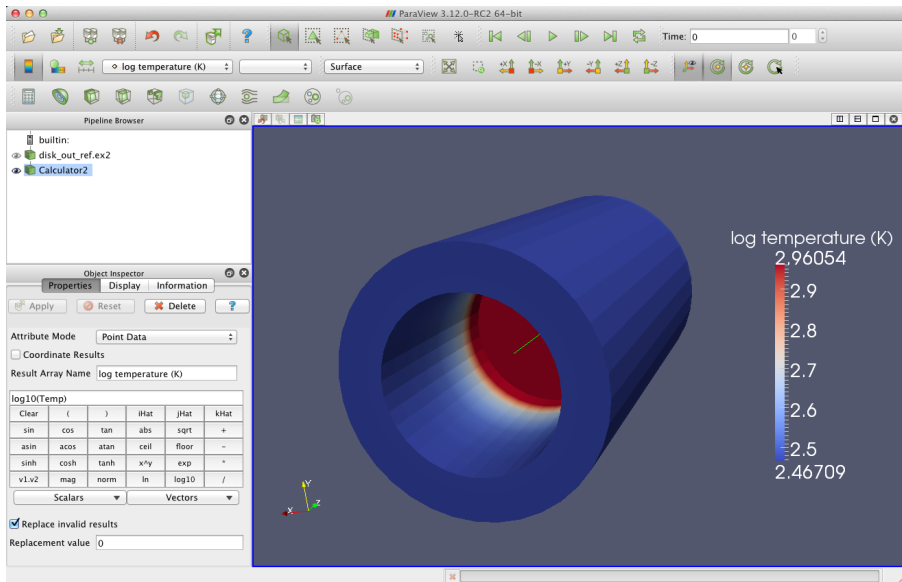 ParaView 3.12.0-RC2 64-bit
Time: 0 0
log temperature (K) Surface
+X -X +Y -Y +Z -Z
Pipeline Browser
builtin:
disk_out_ref.ex2
Calculator2
Object Inspector
Properties Display Information
Apply Reset Delete ?
Attribute Mode Point Data
Coordinate Results
Result Array Name log temperature (K)
log10(Temp)
Clear ( ) iHat jHat kHat
sin cos tan abs sqrt +
asin acos atan ceil floor -
sinh cosh tanh x^y exp *
v1.v2 mag norm ln log10 /
Scalars Vectors
Replace invalid results
Replacement value 0
log temperature (K)
2.96054
2.9
2.8
2.7
2.6
2.5
2.46709
Y
X
Z